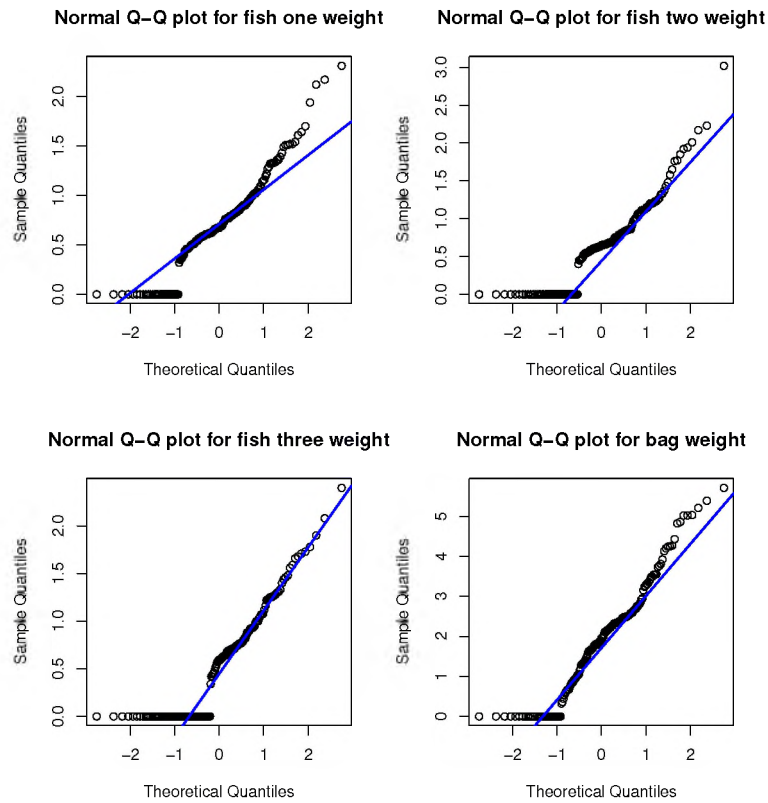 Normal Q−Q plot for fish one weight
Sample Quantiles
0.0 0.5 1.0 1.5 2.0
−2 −1 0 1 2
Theoretical Quantiles
Normal Q−Q plot for fish two weight
Sample Quantiles
0.0 0.5 1.0 1.5 2.0 2.5 3.0
−2 −1 0 1 2
Theoretical Quantiles
Normal Q−Q plot for fish three weight
Sample Quantiles
0.0 0.5 1.0 1.5 2.0
−2 −1 0 1 2
Theoretical Quantiles
Normal Q−Q plot for bag weight
Sample Quantiles
0 1 2 3 4 5
−2 −1 0 1 2
Theoretical Quantiles